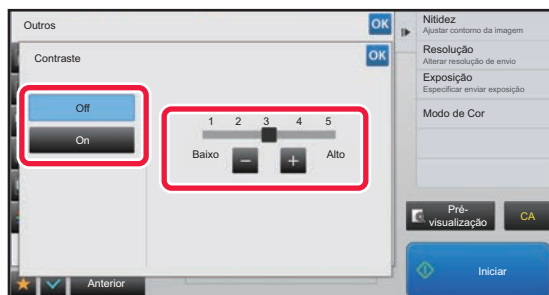 Outros
OK
Contraste
OK
Off
On
1 2 3 4 5
Baixo
Alto
Anterior
Nitidez
Ajustar contorno da imagem
Resolução
Alterar resolução de envio
Exposição
Especificar enviar exposição
Modo de Cor
Pré-
visualização
CA
Iniciar